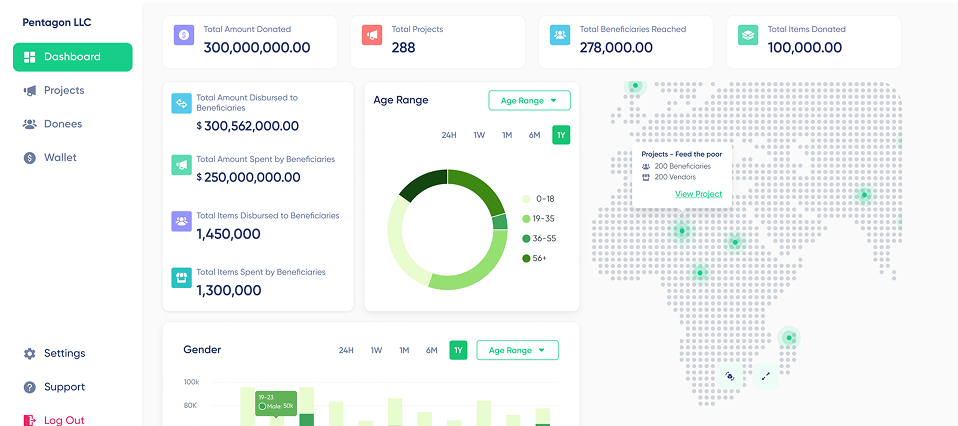 Pentagon LLC
Dashboard
Projects
Donees
Wallet
Settings
Support
Log Out
Total Amount Donated
300,000,000.00
Total Projects
288
Total Beneficiaries Reached
278,000.00
Total Items Donated
100,000.00
Total Amount Disbursed to
Beneficiaries
$ 300,562,000.00
Total Amount Spent by Beneficiaries
$ 250,000,000.00
Total Items Disbursed to Beneficiaries
1,450,000
Total Items Spent by Beneficiaries
1,300,000
Age Range
Age Range
24H 1W 1M 6M 1Y
0-18
19-35
36-55
56+
Projects - Feed the poor
200 Beneficiaries
200 Vendors
View Project
Gender
24H 1W 1M 6M 1Y
Age Range
100k
80K
19-23
Male: 50k